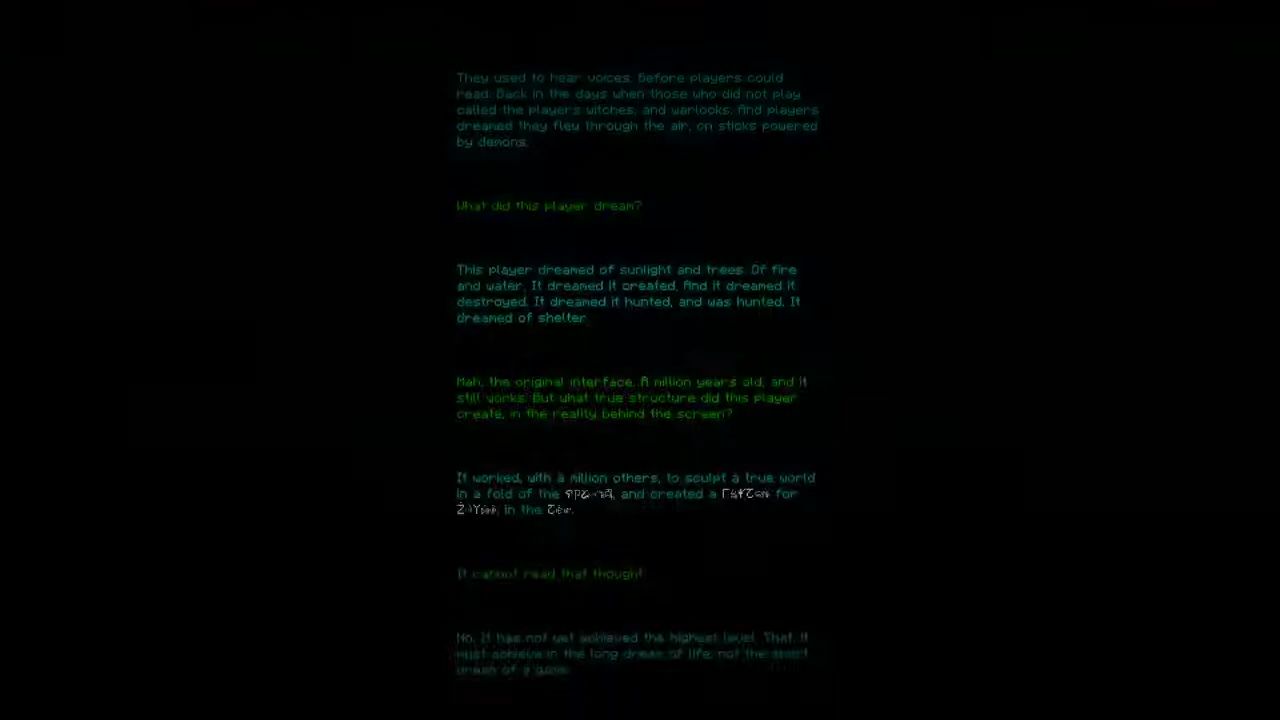 They used to hear voices. Before players could
read. Back in the days when those who did not play
called the players witches, and warlocks. And players
dreamed they flew through the air, on sticks powered
by demons.
What did this player dream?
This player dreamed of sunlight and trees. Of fire
and water. It dreamed it created. And it dreamed it
destroyed. It dreamed it hunted, and was hunted. It
dreamed of shelter.
Hah, the original interface. A million years old, and it
still works. But what true structure did this player
create, in the reality behind the screen?
It worked, with a million others, to sculpt a true world
in a fold of the and created a for
in the
It cannot read that thought.
No. It has not yet achieved the highest level. That, it
must achieve in the long dream of life, not the short
dream of a game.